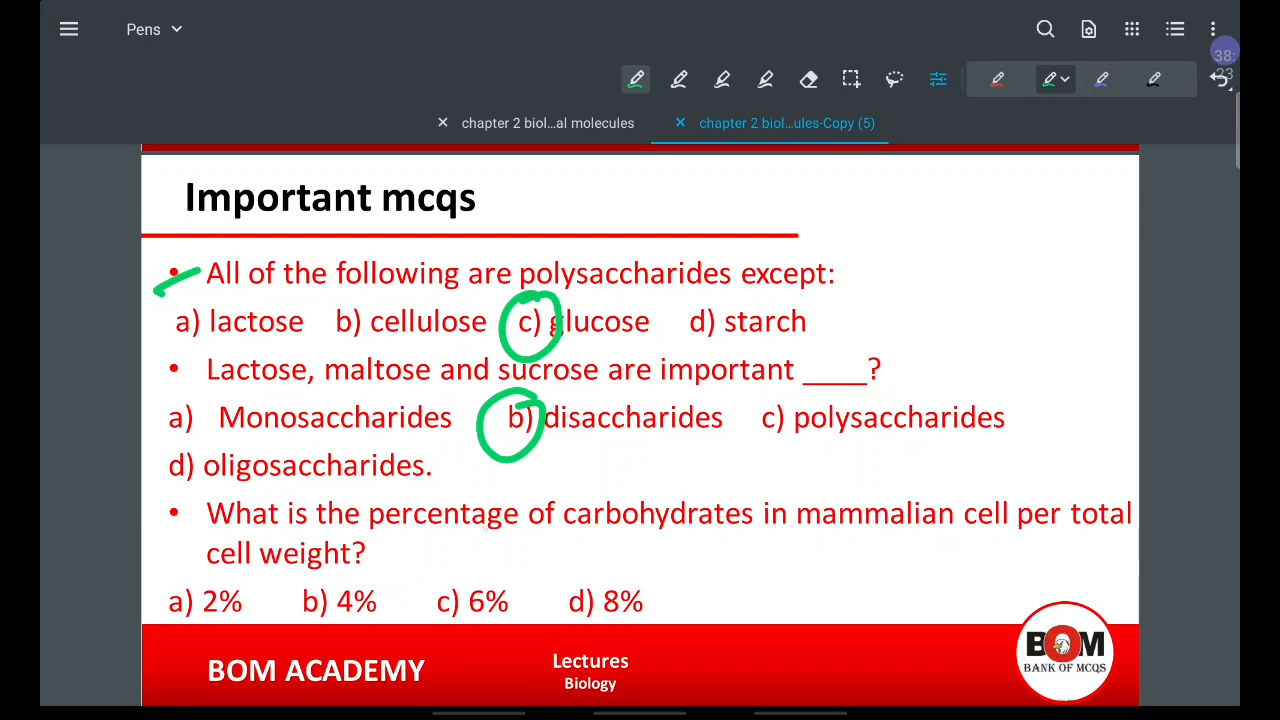 Pens
38:
23
chapter 2 biol...al molecules
chapter 2 biol...ules-Copy (5)
Important mcqs
• All of the following are polysaccharides except:
a) lactose b) cellulose c) glucose d) starch
• Lactose, maltose and sucrose are important ____?
a) Monosaccharides b) disaccharides c) polysaccharides
d) oligosaccharides.
• What is the percentage of carbohydrates in mammalian cell per total
cell weight?
a) 2% b) 4% c) 6% d) 8%
BOM ACADEMY
Lectures
Biology
BOM
BANK OF MCQS